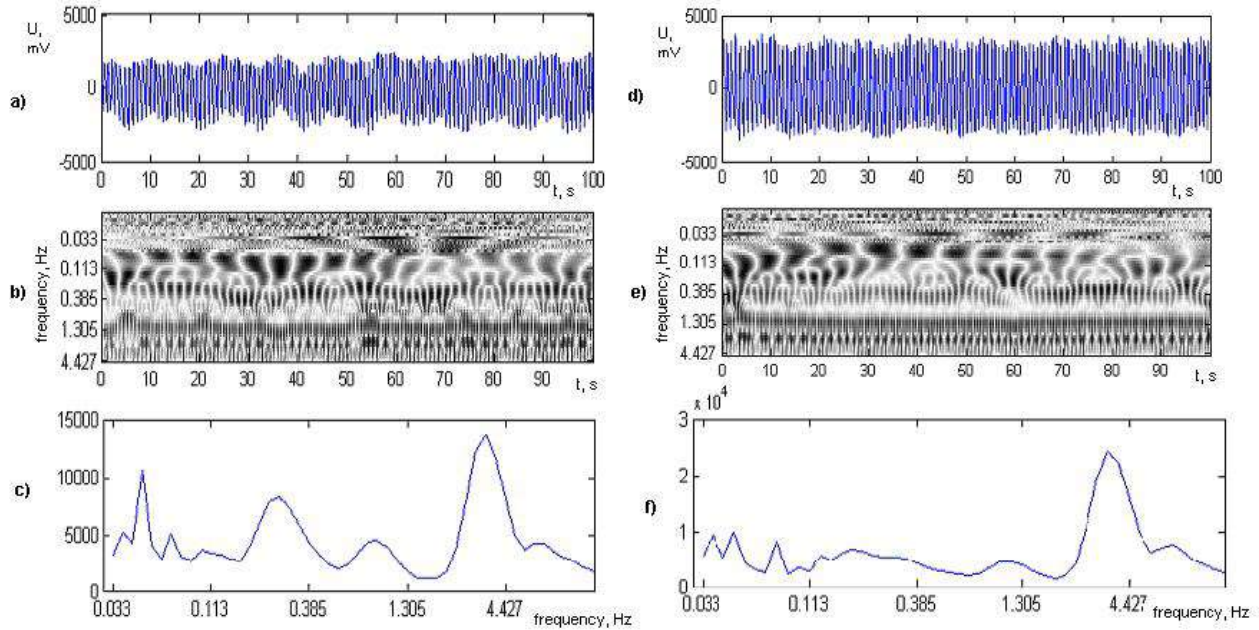 a)
U,
mV
5000
0
-5000
0 10 20 30 40 50 60 70 80 90 100
t, s
d)
U,
mV
5000
0
-5000
0 10 20 30 40 50 60 70 80 90 100
t, s
b)
frequency, Hz
0.033
0.113
0.385
1.305
4.427
0 10 20 30 40 50 60 70 80 90
t, s
e)
frequency, Hz
0.033
0.113
0.385
1.305
4.427
0 10 20 30 40 50 60 70 80 90
t, s
c)
15000
10000
5000
0
0.033 0.113 0.385 1.305 4.427
frequency, Hz
f)
x 10^4
3
2
1
0
0.033 0.113 0.385 1.305 4.427
frequency, Hz